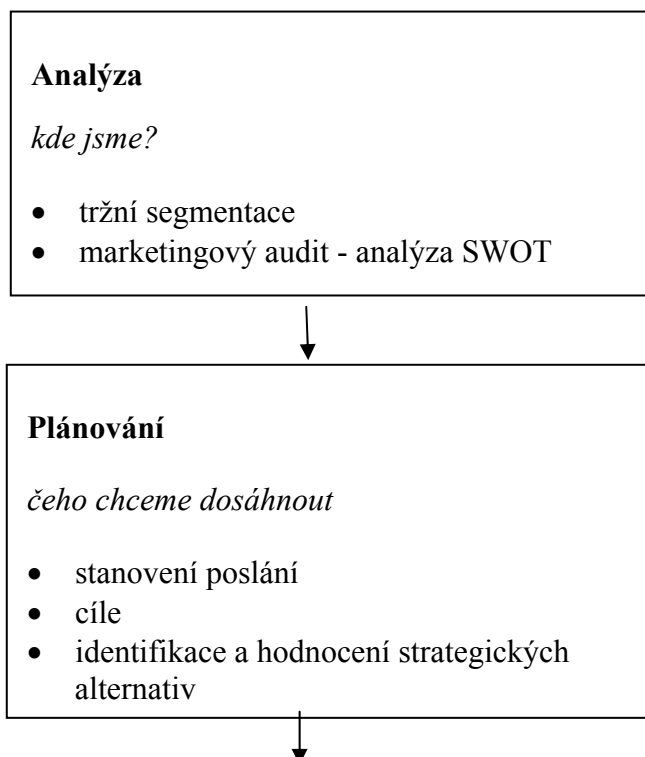 Analýza
kde jsme?
• tržní segmentace
• marketingový audit - analýza SWOT
Plánování
čeho chceme dosáhnout
• stanovení poslání
• cíle
• identifikace a hodnocení strategických
alternativ